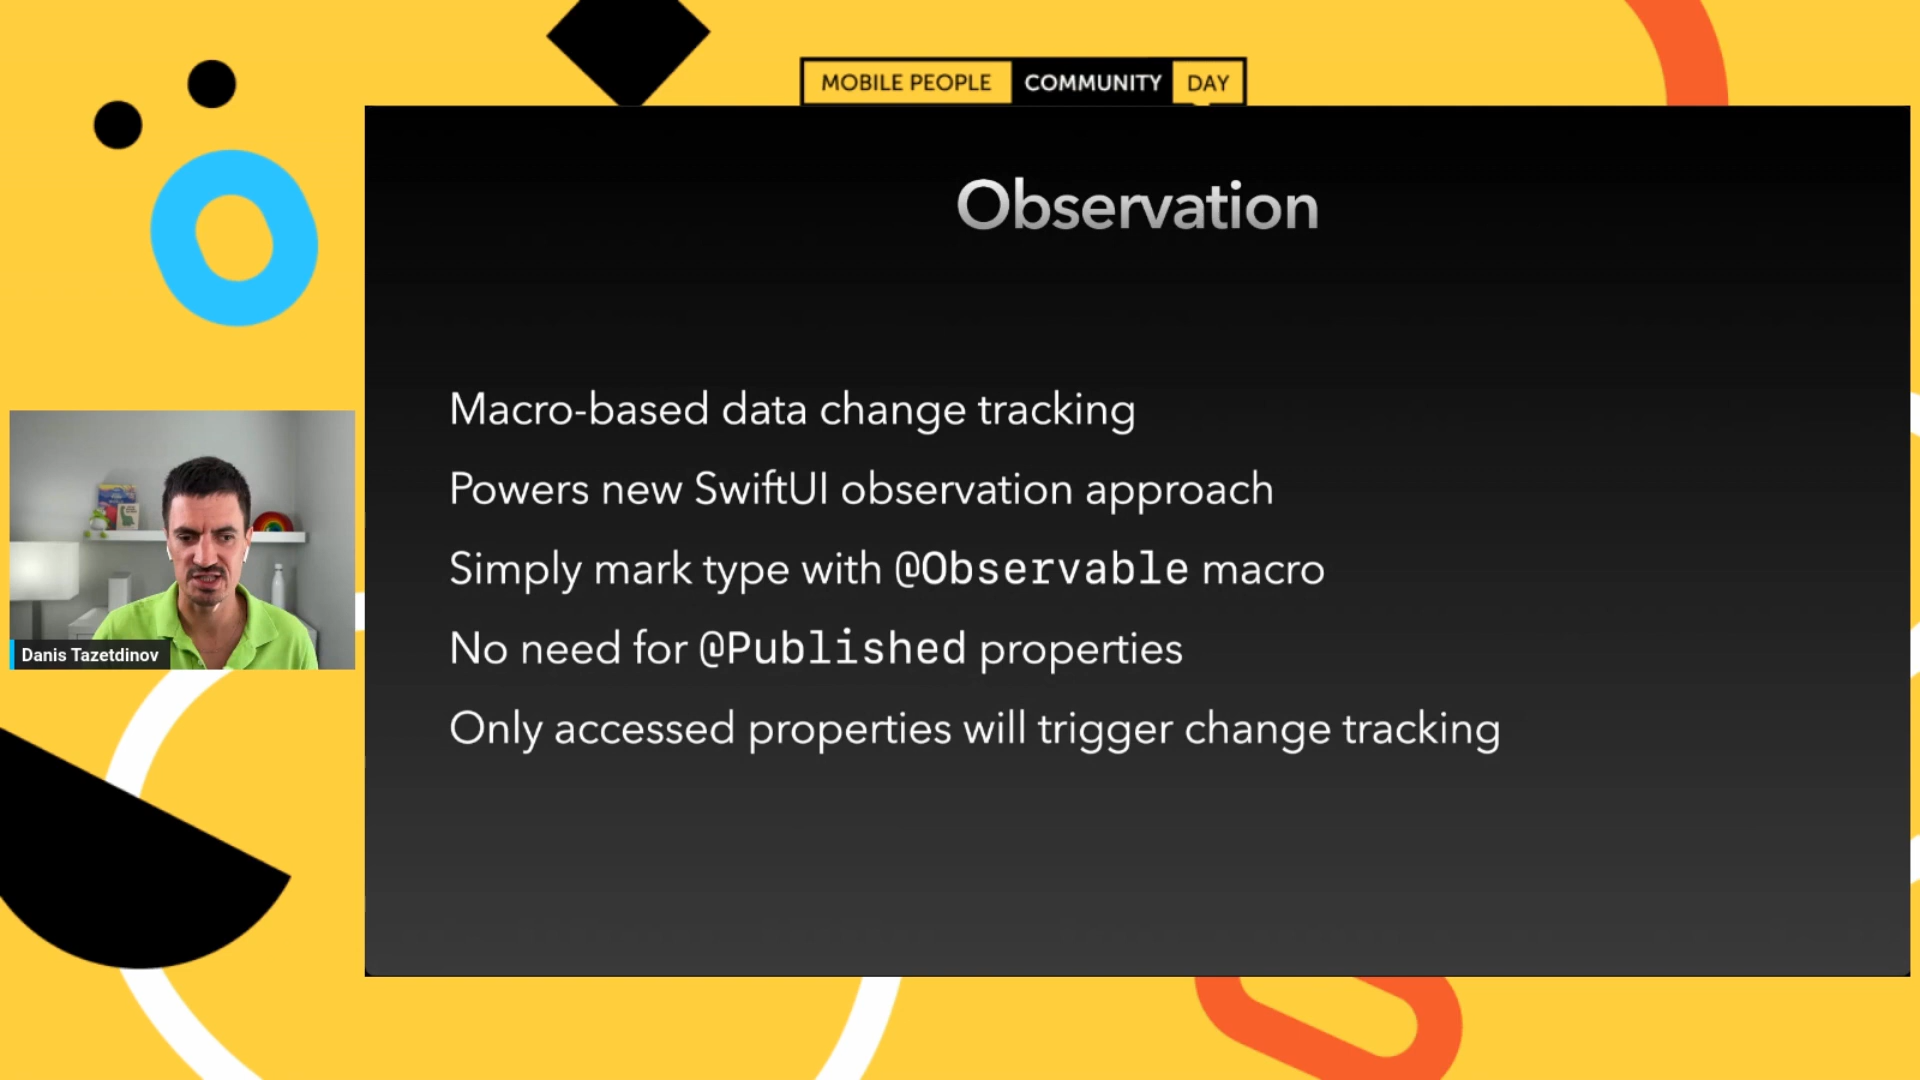 MOBILE PEOPLE COMMUNITY DAY
Observation
Macro-based data change tracking
Powers new SwiftUI observation approach
Simply mark type with @Observable macro
No need for @Published properties
Only accessed properties will trigger change tracking
Danis Tazetdinov